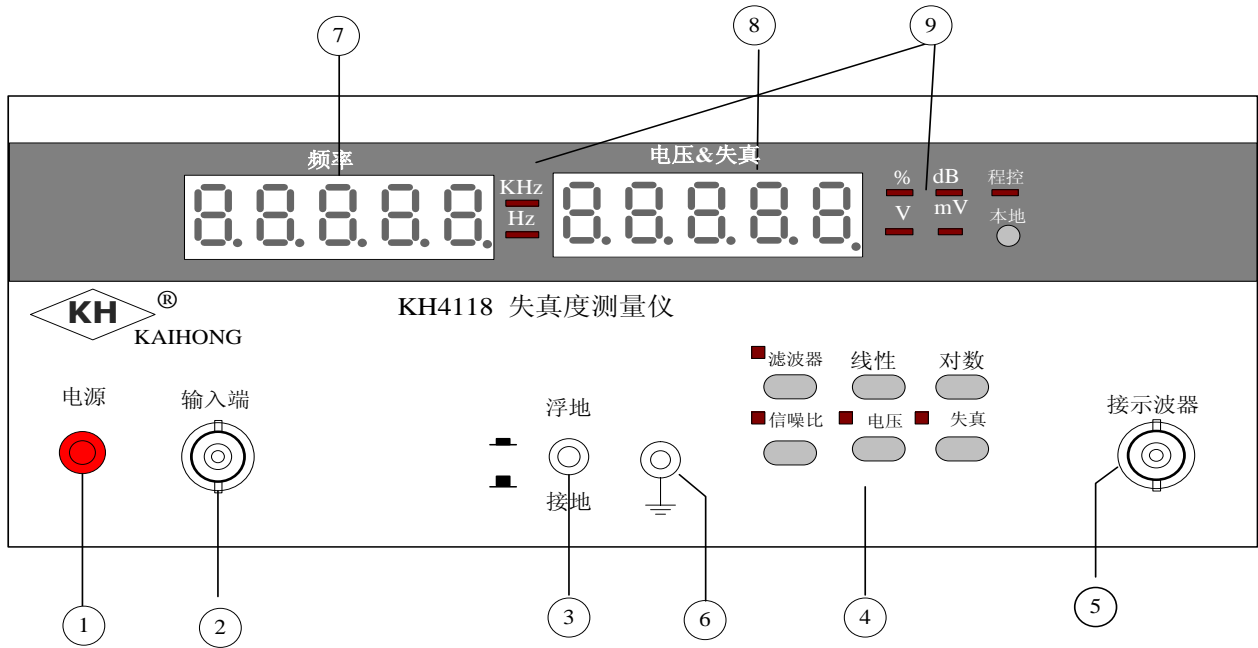 7 8 9
频率 电压&失真
KHz % dB 程控
Hz V mV 本地
KH ®
KAIHONG
KH4118 失真度测量仪
滤波器 线性 对数
电源 输入端 浮地 接示波器
信噪比 电压 失真
接地
1 2 3 6 4 5